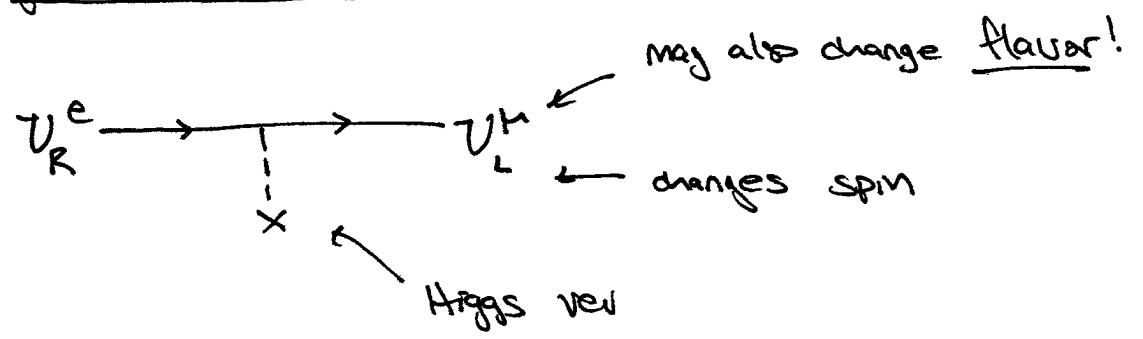 may also change flavor!
ν_R^e
ν_L^μ
changes spin
x
Higgs vev